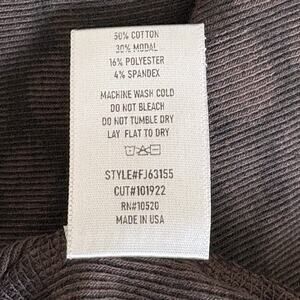 50% COTTON
30% MODAL
16% POLYESTER
4% SPANDEX
MACHINE WASH COLD
DO NOT BLEACH
DO NOT TUMBLE DRY
LAY FLAT TO DRY
STYLE#FJ63155
CUT#101922
RN#10520
MADE IN USA